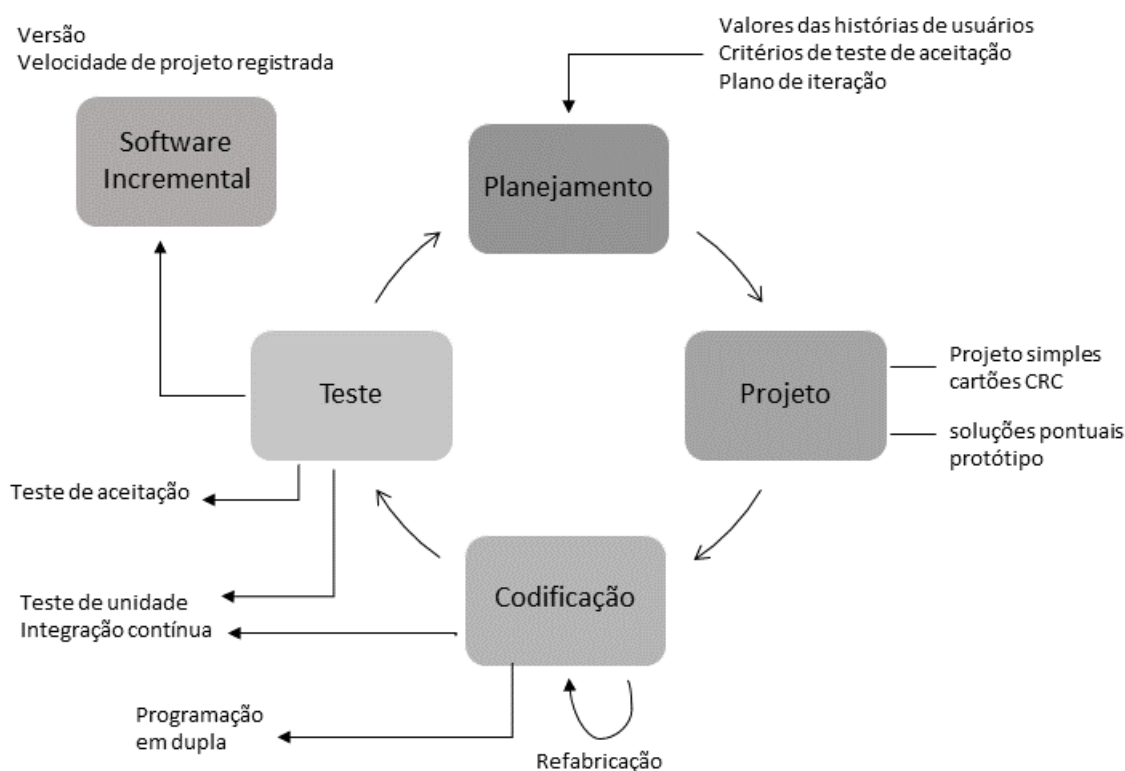 Versão
Velocidade de projeto registrada
Valores das histórias de usuários
Critérios de teste de aceitação
Plano de iteração
Software
Incremental
Planejamento
Teste
Projeto
Projeto simples
cartões CRC
soluções pontuais
protótipo
Teste de aceitação
Codificação
Teste de unidade
Integração contínua
Programação
em dupla
Refabricação